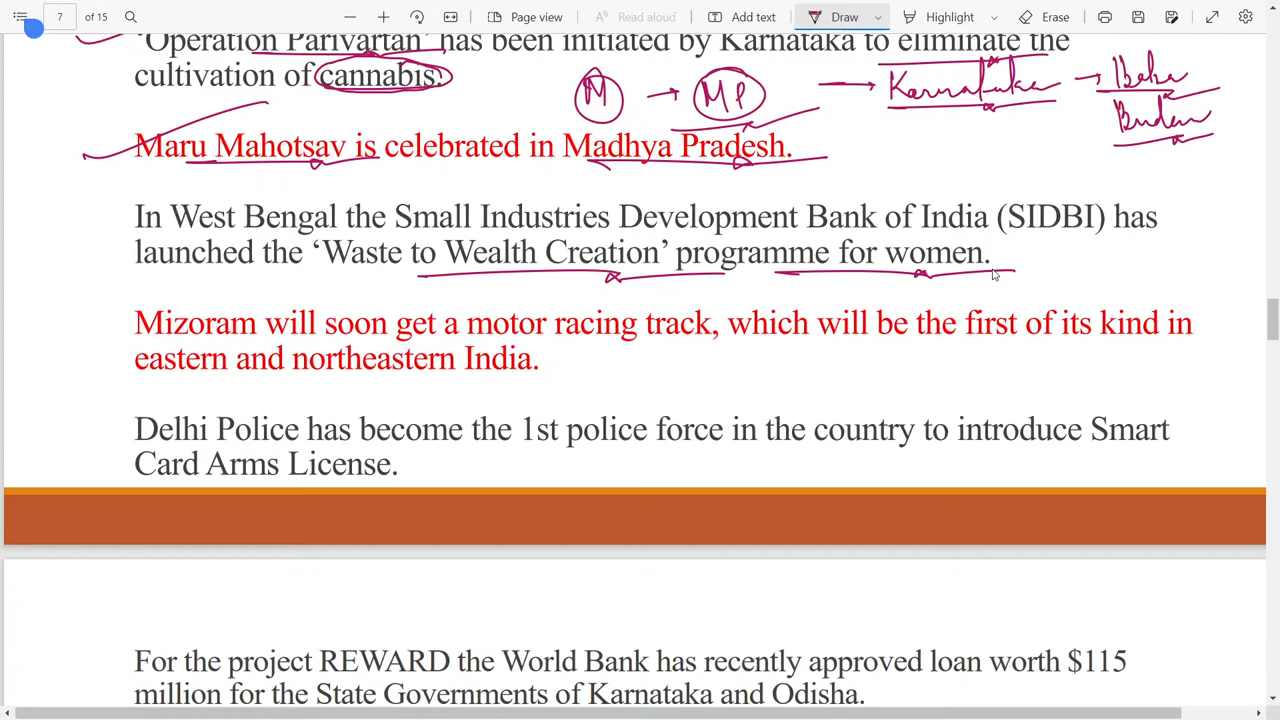 7 of 15
Page view
Read aloud
Add text
Draw
Highlight
Erase
'Operation Parivartan' has been initiated by Karnataka to eliminate the
cultivation of cannabis.
M → MP → Karnataka → Baba
Budan
Maru Mahotsav is celebrated in Madhya Pradesh.
In West Bengal the Small Industries Development Bank of India (SIDBI) has
launched the ‘Waste to Wealth Creation’ programme for women.
Mizoram will soon get a motor racing track, which will be the first of its kind in
eastern and northeastern India.
Delhi Police has become the 1st police force in the country to introduce Smart
Card Arms License.
For the project REWARD the World Bank has recently approved loan worth $115
million for the State Governments of Karnataka and Odisha.